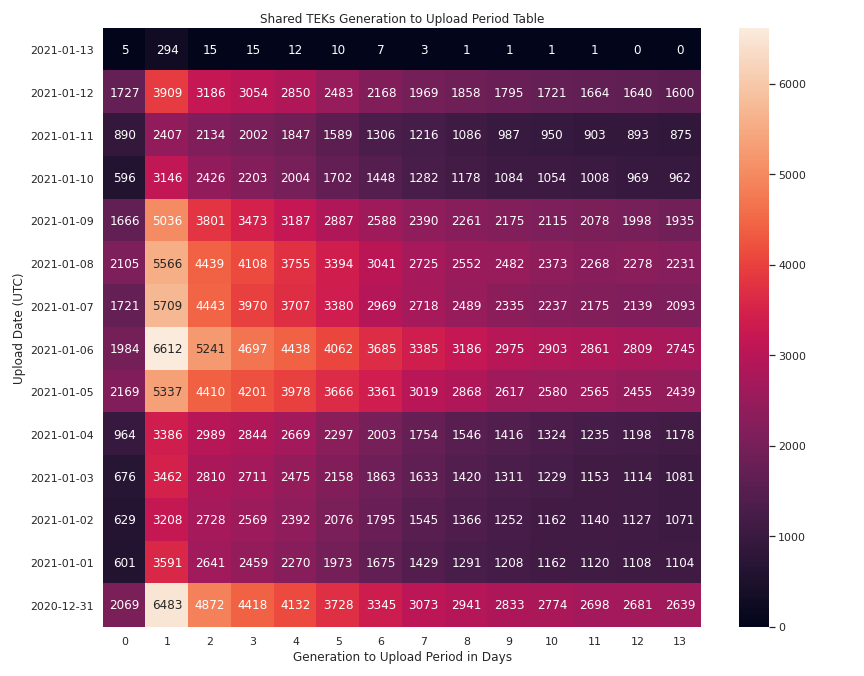 Shared TEKs Generation to Upload Period Table
Upload Date (UTC)
2021-01-13 5 294 15 15 12 10 7 3 1 1 1 1 0 0
2021-01-12 1727 3909 3186 3054 2850 2483 2168 1969 1858 1795 1721 1664 1640 1600
2021-01-11 890 2407 2134 2002 1847 1589 1306 1216 1086 987 950 903 893 875
2021-01-10 596 3146 2426 2203 2004 1702 1448 1282 1178 1084 1054 1008 969 962
2021-01-09 1666 5036 3801 3473 3187 2887 2588 2390 2261 2175 2115 2078 1998 1935
2021-01-08 2105 5566 4439 4108 3755 3394 3041 2725 2552 2482 2373 2268 2278 2231
2021-01-07 1721 5709 4443 3970 3707 3380 2969 2718 2489 2335 2237 2175 2139 2093
2021-01-06 1984 6612 5241 4697 4438 4062 3685 3385 3186 2975 2903 2861 2809 2745
2021-01-05 2169 5337 4410 4201 3978 3666 3361 3019 2868 2617 2580 2565 2455 2439
2021-01-04 964 3386 2989 2844 2669 2297 2003 1754 1546 1416 1324 1235 1198 1178
2021-01-03 676 3462 2810 2711 2475 2158 1863 1633 1420 1311 1229 1153 1114 1081
2021-01-02 629 3208 2728 2569 2392 2076 1795 1545 1366 1252 1162 1140 1127 1071
2021-01-01 601 3591 2641 2459 2270 1973 1675 1429 1291 1208 1162 1120 1108 1104
2020-12-31 2069 6483 4872 4418 4132 3728 3345 3073 2941 2833 2774 2698 2681 2639
0 1 2 3 4 5 6 7 8 9 10 11 12 13
Generation to Upload Period in Days
6000
5000
4000
3000
2000
1000
0